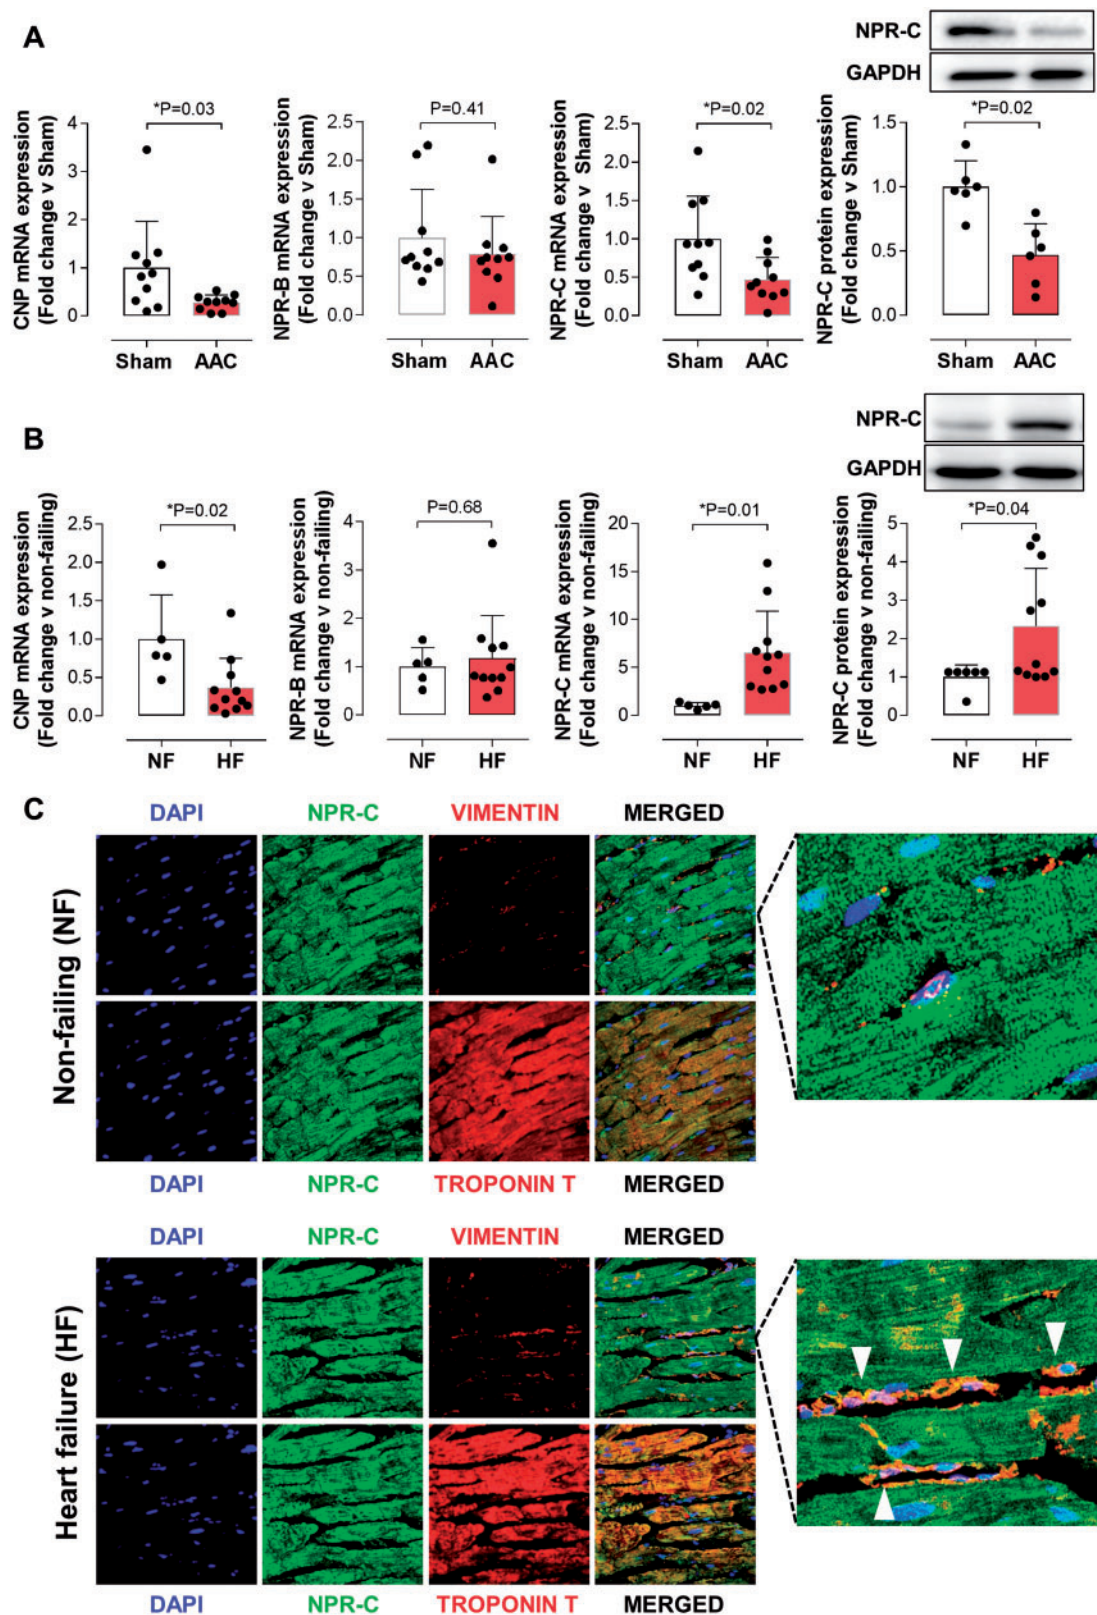 A
NPR-C
GAPDH
CNP mRNA expression
(Fold change v Sham)
4
3
2
1
0
*P=0.03
Sham AAC
NPR-B mRNA expression
(Fold change v Sham)
2.5
2.0
1.5
1.0
0.5
0.0
P=0.41
Sham AAC
NPR-C mRNA expression
(Fold change v Sham)
2.5
2.0
1.5
1.0
0.5
0.0
*P=0.02
Sham AAC
NPR-C protein expression
(Fold change v Sham)
1.5
1.0
0.5
0.0
*P=0.02
Sham AAC
B
NPR-C
GAPDH
CNP mRNA expression
(Fold change v non-failing)
2.5
2.0
1.5
1.0
0.5
0.0
*P=0.02
NF HF
NPR-B mRNA expression
(Fold change v non-failing)
4
3
2
1
0
P=0.68
NF HF
NPR-C mRNA expression
(Fold change v non-failing)
20
15
10
5
0
*P=0.01
NF HF
NPR-C protein expression
(Fold change v non-failing)
5
4
3
2
1
0
*P=0.04
NF HF
C
DAPI NPR-C VIMENTIN MERGED
Non-failing (NF)
DAPI NPR-C TROPONIN T MERGED
DAPI NPR-C VIMENTIN MERGED
Heart failure (HF)
DAPI NPR-C TROPONIN T MERGED